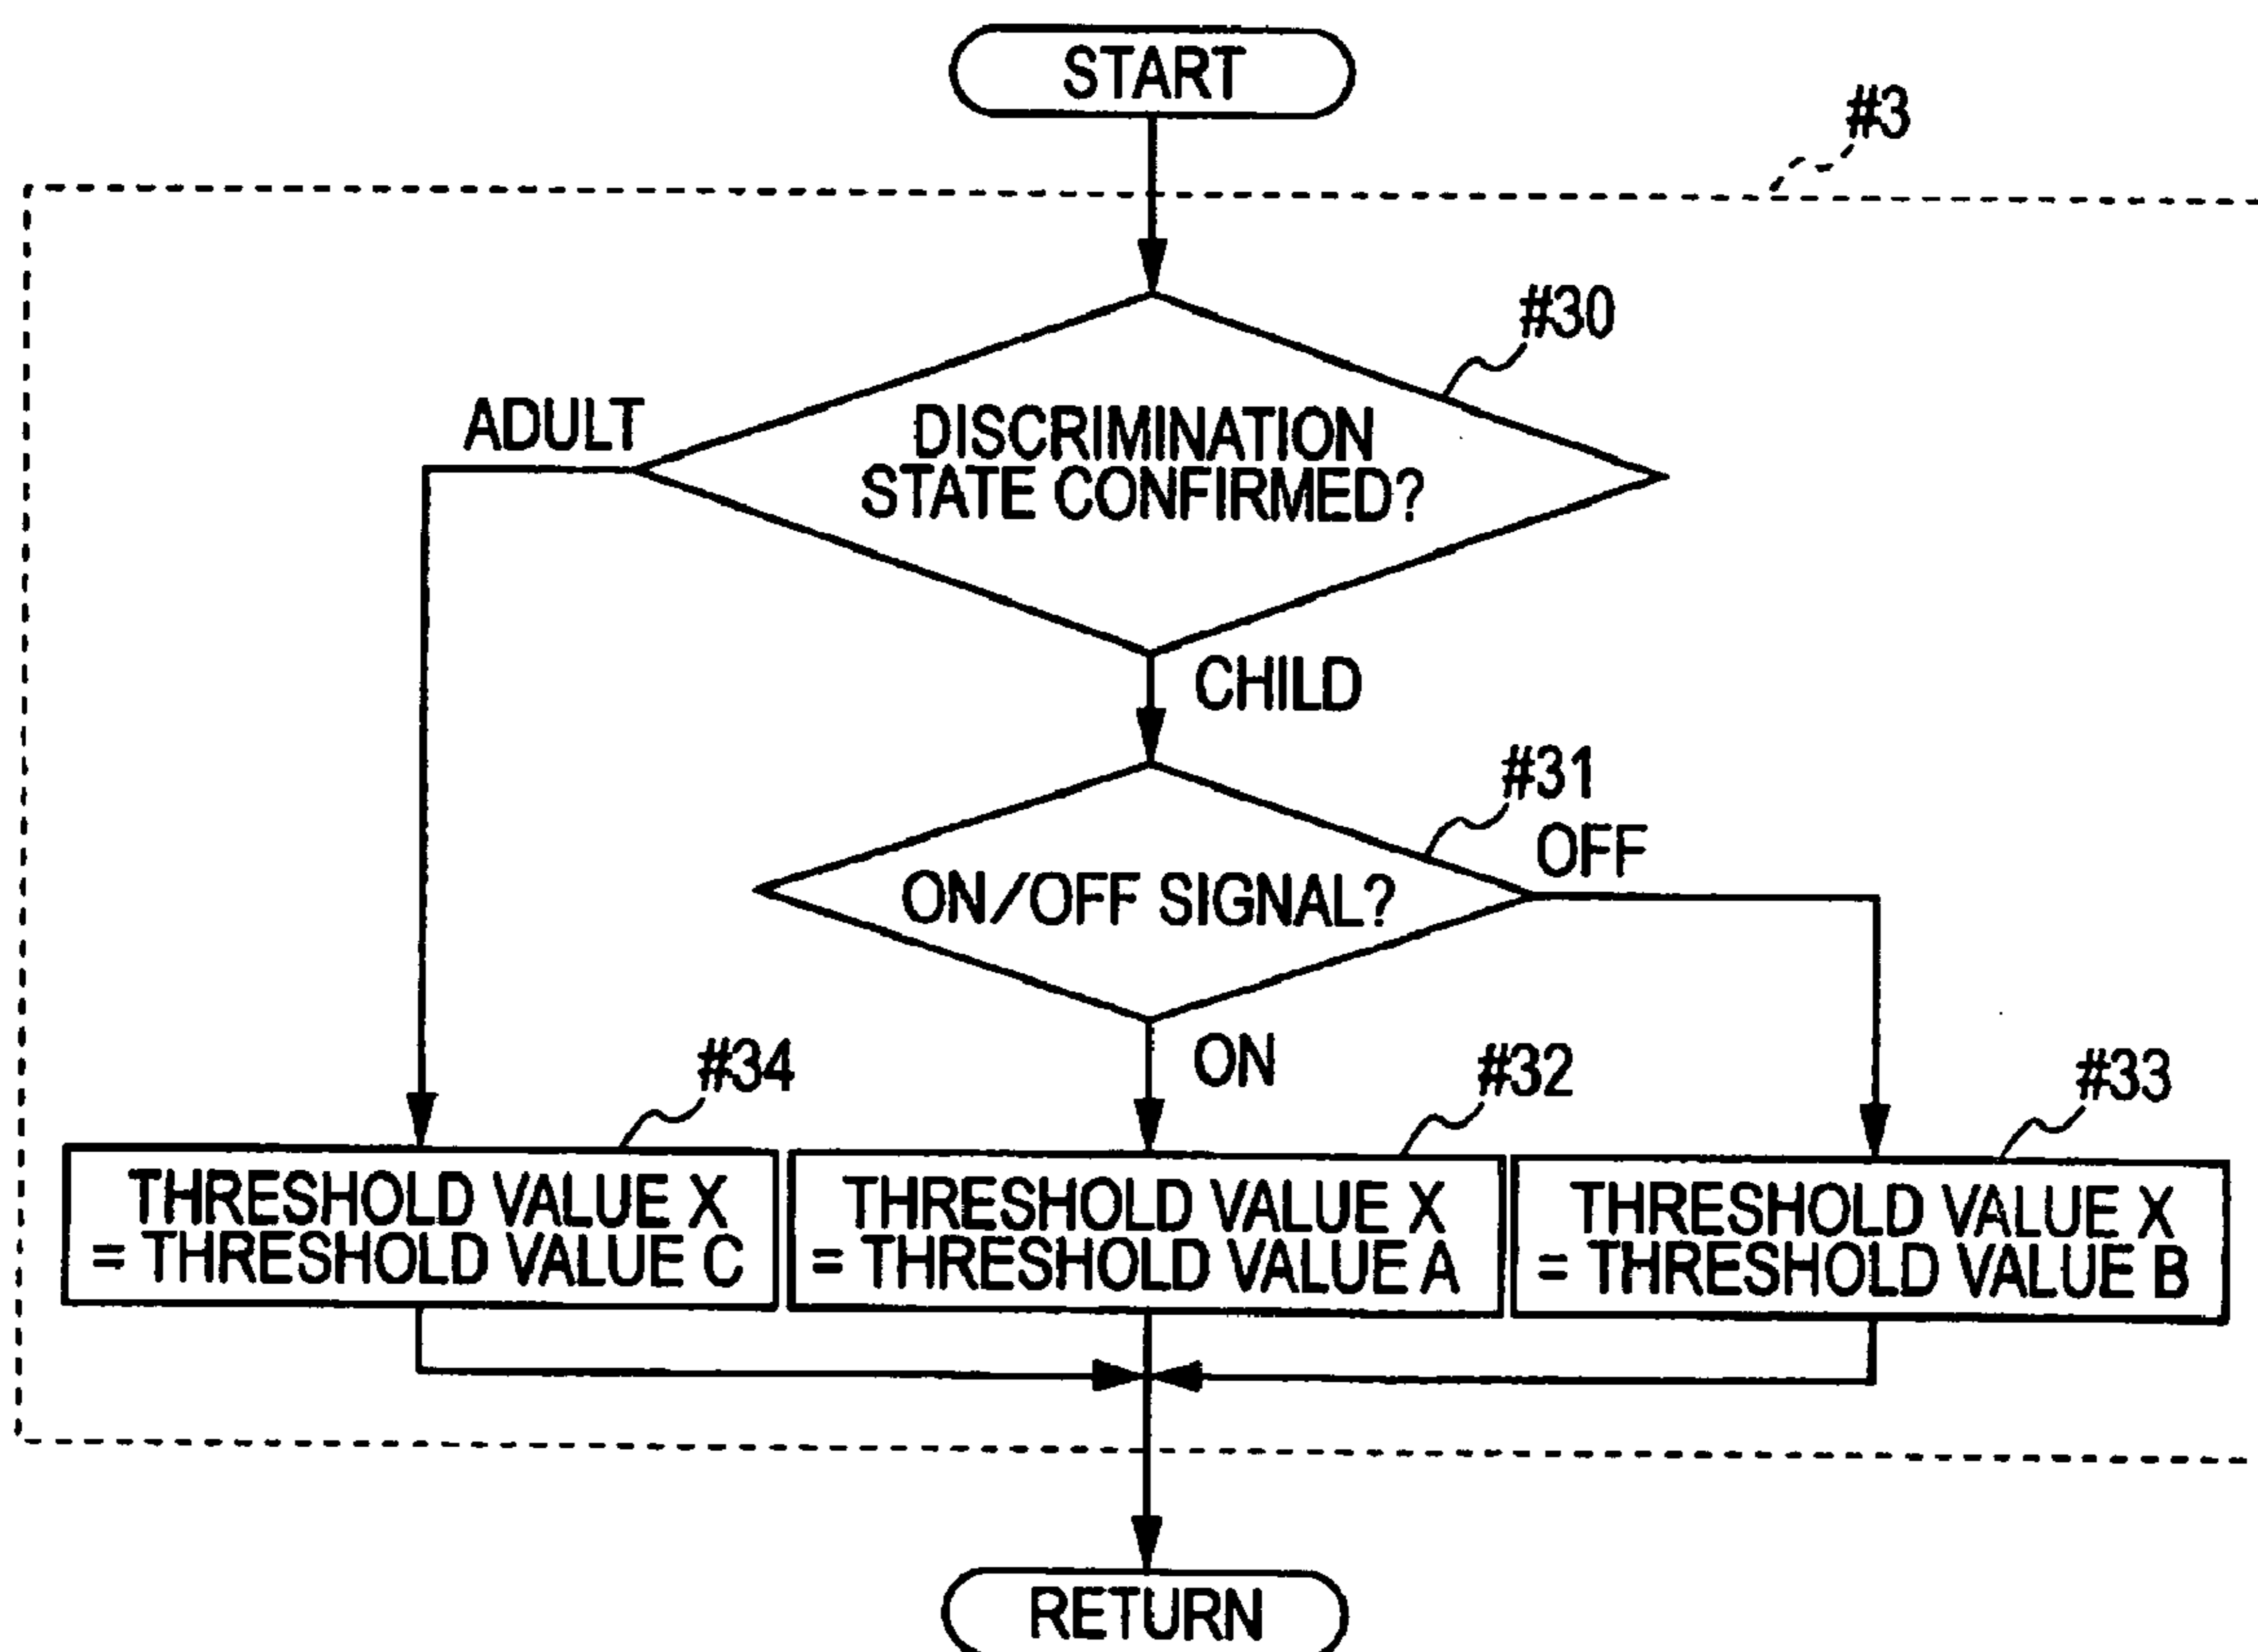 START
#3
#30
ADULT
DISCRIMINATION
STATE CONFIRMED?
CHILD
#31
OFF
ON/OFF SIGNAL?
ON
#34
#32
#33
THRESHOLD VALUE X
= THRESHOLD VALUE C
THRESHOLD VALUE X
= THRESHOLD VALUE A
THRESHOLD VALUE X
= THRESHOLD VALUE B
RETURN